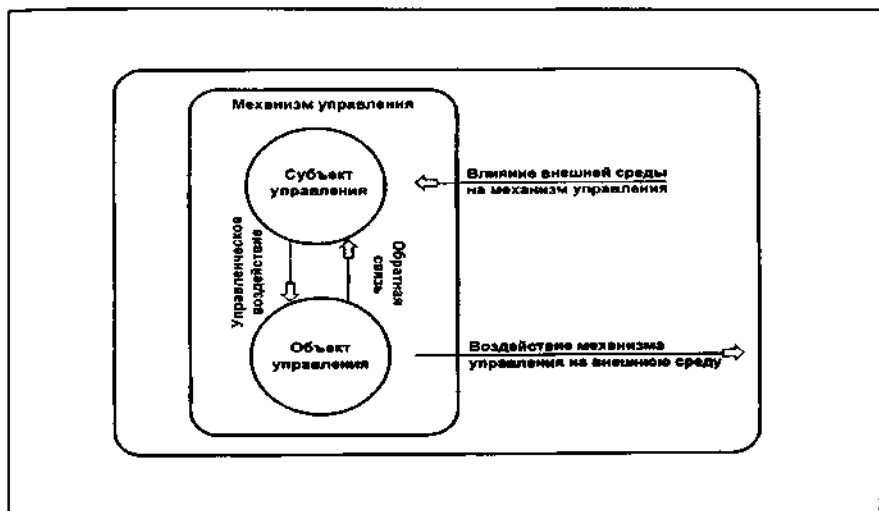 Механизм управления
Субъект
управления
Влияние внешней среды
на механизм управления
Управленческое
воздействие
Обратная
связь
Объект
управления
Воздействие механизма
управления на внешнюю среду